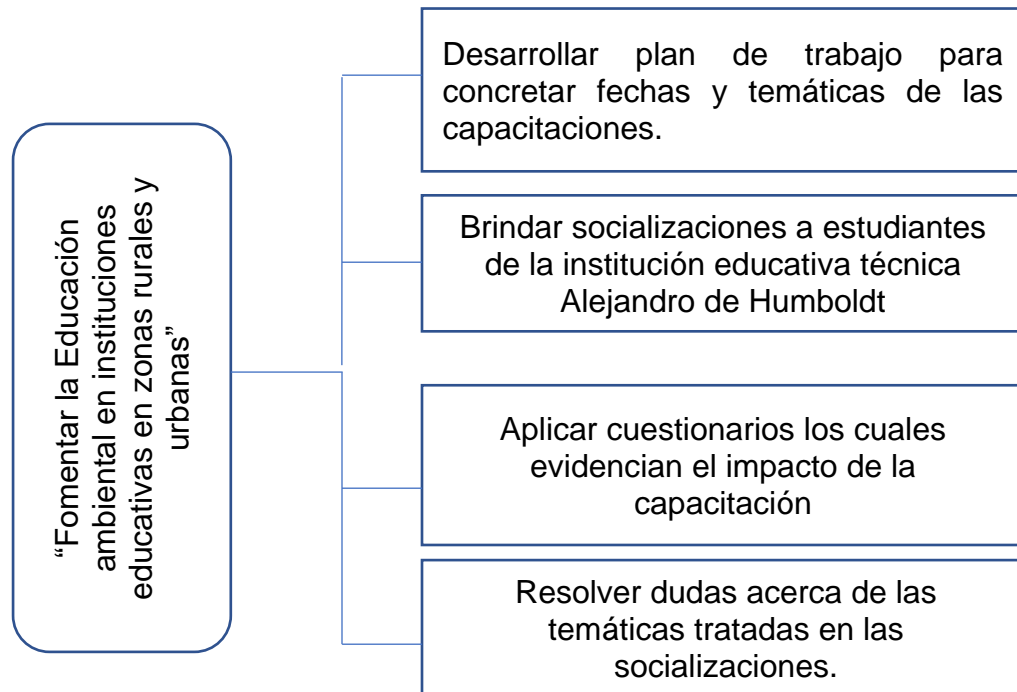 “Fomentar la Educación
ambiental en instituciones
educativas en zonas rurales y
urbanas”
Desarrollar plan de trabajo para
concretar fechas y temáticas de las
capacitaciones.
Brindar socializaciones a estudiantes
de la institución educativa técnica
Alejandro de Humboldt
Aplicar cuestionarios los cuales
evidencian el impacto de la
capacitación
Resolver dudas acerca de las
temáticas tratadas en las
socializaciones.